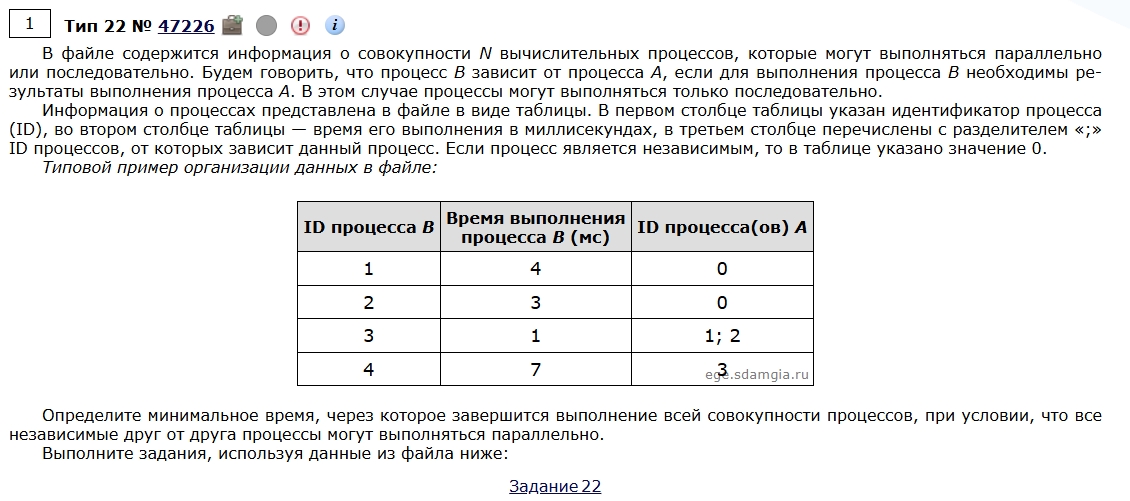 1 Тип 22 № 47226
В файле содержится информация о совокупности N вычислительных процессов, которые могут выполняться параллельно
или последовательно. Будем говорить, что процесс B зависит от процесса A, если для выполнения процесса B необходимы ре-
зультаты выполнения процесса A. В этом случае процессы могут выполняться только последовательно.
Информация о процессах представлена в файле в виде таблицы. В первом столбце таблицы указан идентификатор процесса
(ID), во втором столбце таблицы — время его выполнения в миллисекундах, в третьем столбце перечислены с разделителем «;»
ID процессов, от которых зависит данный процесс. Если процесс является независимым, то в таблице указано значение 0.
Типовой пример организации данных в файле:
ID процесса B Время выполнения процесса B (мс) ID процесса(ов) A
1 4 0
2 3 0
3 1 1; 2
4 7 3
ege.sdamgia.ru
Определите минимальное время, через которое завершится выполнение всей совокупности процессов, при условии, что все
независимые друг от друга процессы могут выполняться параллельно.
Выполните задания, используя данные из файла ниже:
Задание 22